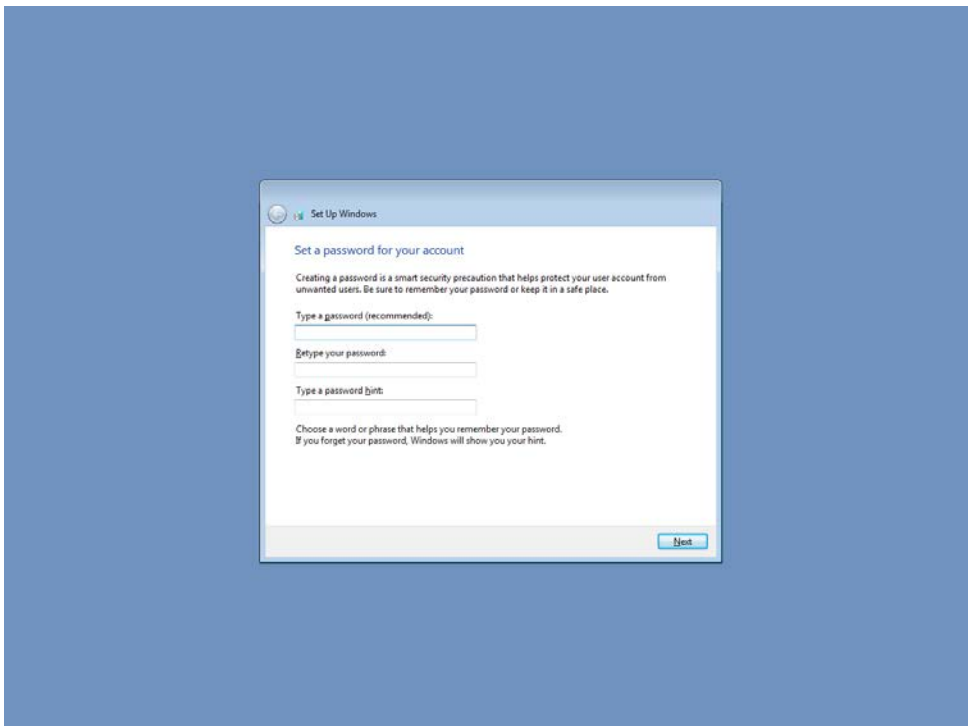 Set Up Windows
Set a password for your account
Creating a password is a smart security precaution that helps protect your user account from
unwanted users. Be sure to remember your password or keep it in a safe place.
Type a password (recommended):
Retype your password:
Type a password hint:
Choose a word or phrase that helps you remember your password.
If you forget your password, Windows will show you your hint.
Next